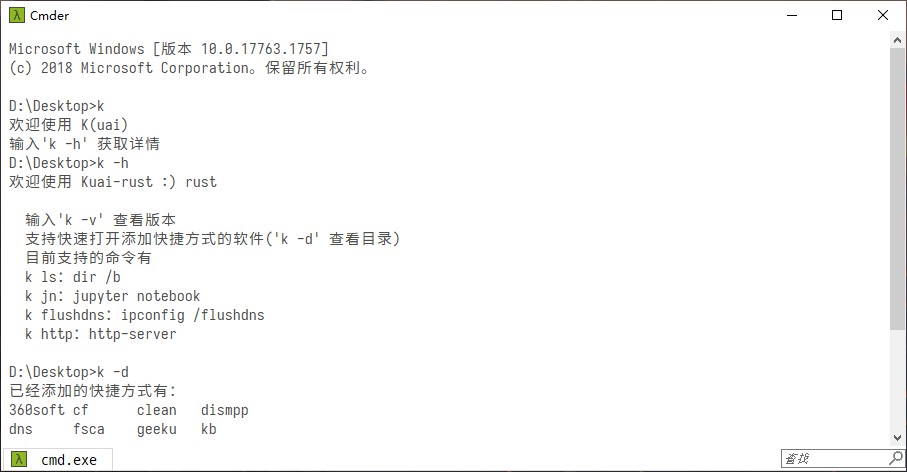 Cmder
Microsoft Windows [版本 10.0.17763.1757]
(c) 2018 Microsoft Corporation。保留所有权利。
D:\Desktop>k
欢迎使用 K(uai)
输入'k -h' 获取详情
D:\Desktop>k -h
欢迎使用 Kuai-rust :) rust
输入'k -v' 查看版本
支持快速打开添加快捷方式的软件('k -d' 查看目录)
目前支持的命令有
k ls: dir /b
k jn: jupyter notebook
k flushdns: ipconfig /flushdns
k http: http-server
D:\Desktop>k -d
已经添加的快捷方式有:
360soft cf clean dismpp
dns fsca geeku kb
cmd.exe 查找